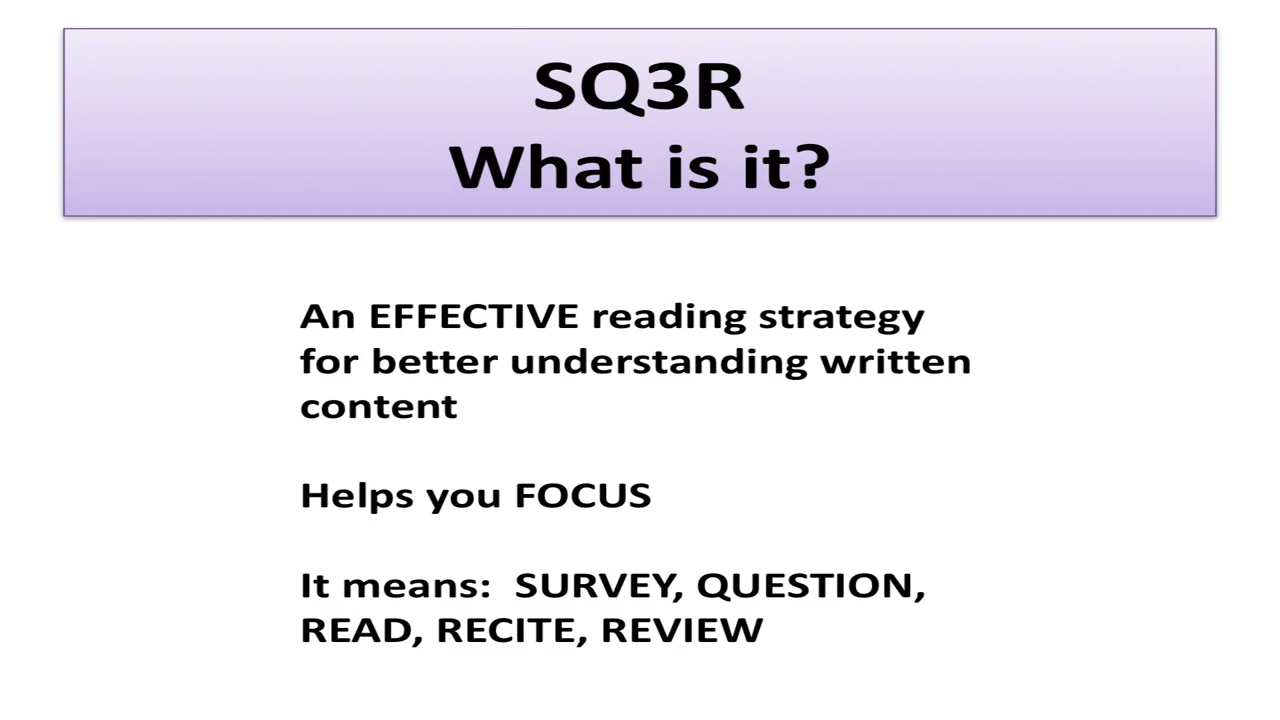 SQ3R
What is it?
An EFFECTIVE reading strategy
for better understanding written
content
Helps you FOCUS
It means:  SURVEY, QUESTION,
READ, RECITE, REVIEW